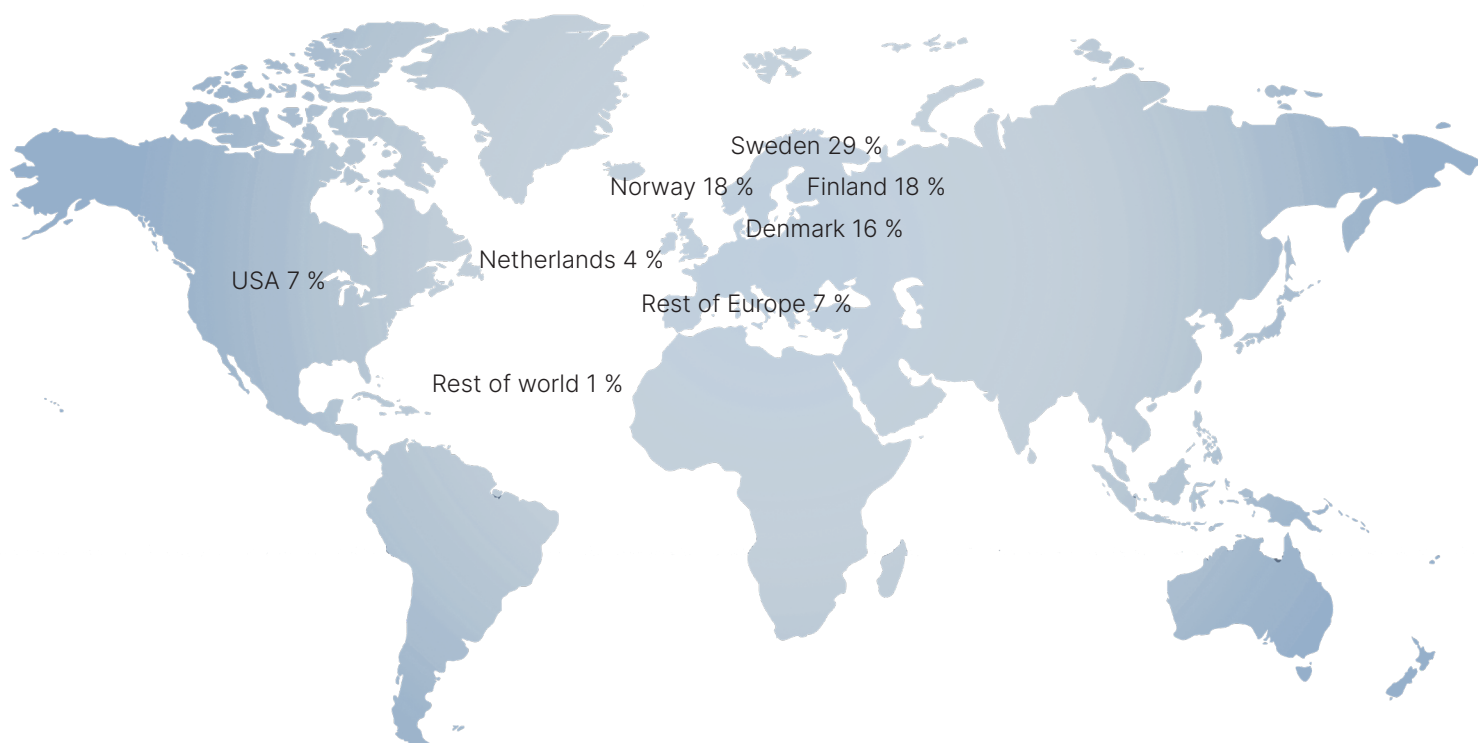 Sweden 29 %
Norway 18 %
Finland 18 %
Denmark 16 %
Netherlands 4 %
USA 7 %
Rest of Europe 7 %
Rest of world 1 %